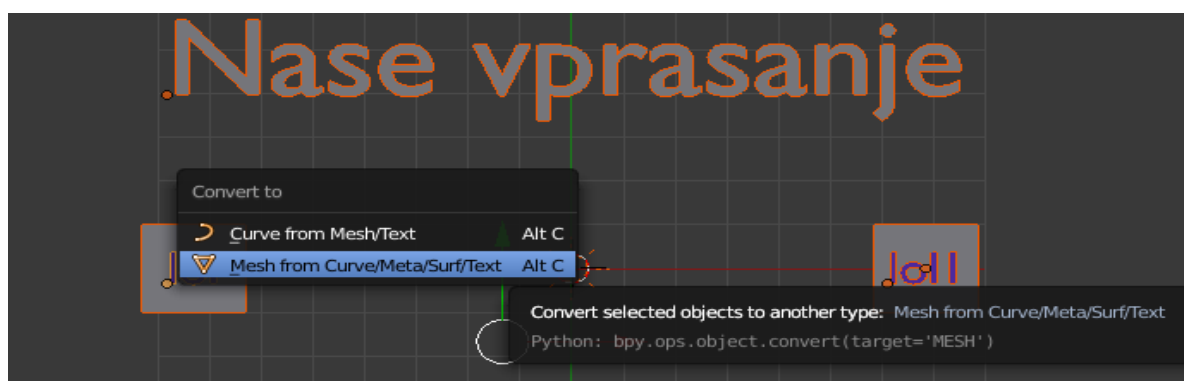 Nase vprasanje
Convert to
Curve from Mesh/Text Alt C
Mesh from Curve/Meta/Surf/Text Alt C
Convert selected objects to another type: Mesh from Curve/Meta/Surf/Text
Python: bpy.ops.object.convert(target='MESH')